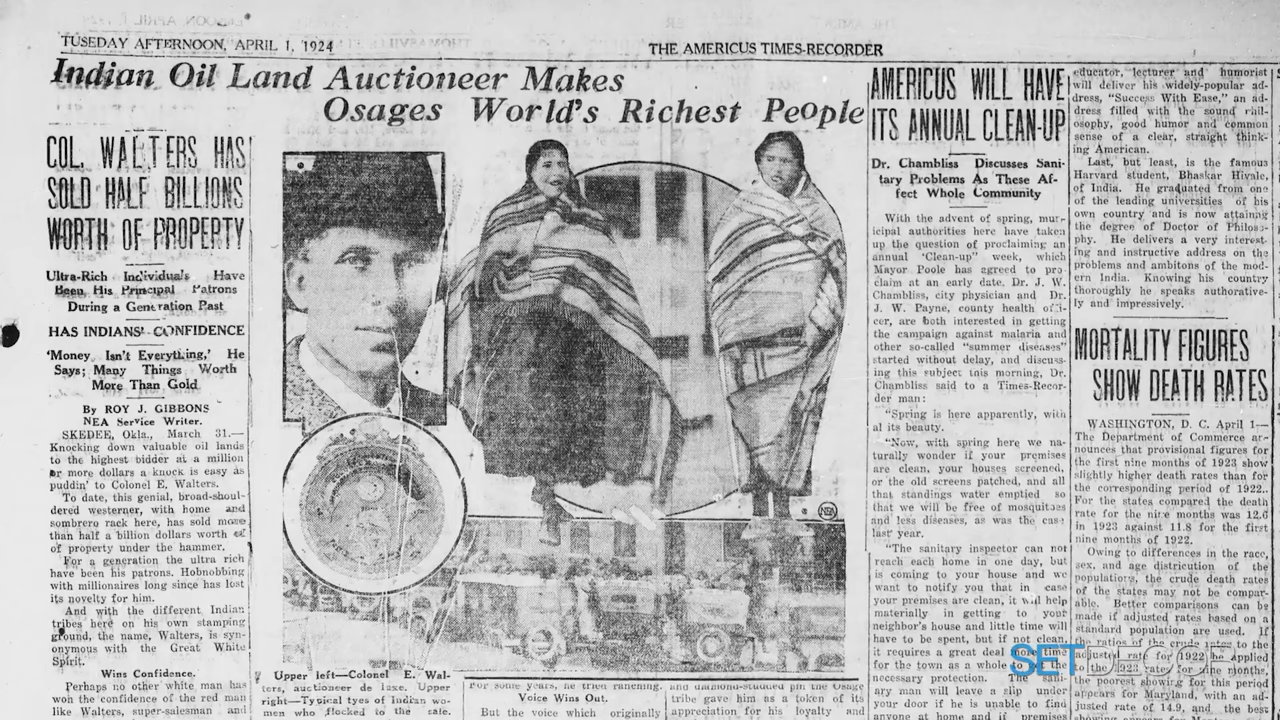 TUSEDAY AFTERNOON, APRIL 1, 1924
THE AMERICUS TIMES-RECORDER
Indian Oil Land Auctioneer Makes
Osages World's Richest People
COL. WALTERS HAS
SOLD HALF BILLIONS
WORTH OF PROPERTY
Ultra-Rich Individuals Have
Been His Principal Patrons
During a Generation Past
HAS INDIANS' CONFIDENCE
'Money Isn't Everything,' He
Says; Many Things Worth
More Than Gold
By ROY J. GIBBONS
NEA Service Writer.
SKEDEE, Okla., March 31.—
Knocking down valuable oil lands
to the highest bidder at a million
or more dollars a knock is easy as
puddin' to Colonel E. Walters.
To date, this genial, broad-shoul-
dered westerner, with home and
sombrero rack here, has sold more
than half a billion dollars worth of
of property under the hammer.
For a generation the ultra rich
have been his patrons. Hobnobbing
with millionaires long since has lost
its novelty for him.
And with the different Indian
tribes here on his own stamping
ground, the name, Walters, is syn-
onymous with the Great White
Spirit.
Wins Confidence.
Perhaps no other white man has
won the confidence of the red man
like Walters, super-salesman and
NEA
Upper left—Colonel E. Wal-
ters, auctioneer de luxe. Upper
right—Typical tyes of Indian wo-
men who flocked to the sale.
For some years, he tried ranching.
Voice Wins Out.
But the voice which originally
and diamond-studded pin the Osage
tribe gave him as a token of its
appreciation for his loyalty and
AMERICUS WILL HAVE
ITS ANNUAL CLEAN-UP
Dr. Chambliss Discusses Sani-
tary Problems As These Af-
fect Whole Community
With the advent of spring, mur-
icipal authorities here have taken
up the question of proclaiming an
annual 'Clean-up" week, which
Mayor Poole has agreed to pro
claim at an early date. Dr. J. W.
Chambliss, city physician and Dr.
J. W. Payne, county health offi-
cer, are both interested in getting
the campaign against malaria and
other so-called "summer diseases"
started without delay, and discuss-
ing this subject this morning, Dr.
Chambliss said to a Times-Recor-
der man:
"Spring is here apparently, with
al its beauty.
"Now, with spring here we na-
turally wonder if your premises
are clean, your houses screened,
or the old screens patched, and all
that standings water emptied so
that we will be free of mosquitoes
and less diseases, as was the case
last year.
"The sanitary inspector can not
reach each home in one day, but
is coming to your house and we
want to notify you that in case
your premises are clean, it will help
materially in getting to your
neighbor's house and little time will
have to be spent, but if not clean,
it requires a great deal more time
for the town as a whole to the
necessary protection. The
ary man will leave a slip under
your door if he is unable to find
anyone at home and if premises
educator, lecturer and humorist
will deliver his widely-popular ad-
dress, "Success With Ease," an ad-
dress filled with the sound phil-
osophy, good humor and common
sense of a clear, straight think-
ing American.
Last, but least, is the famous
Harvard student, Bhaskar Hivale,
of India. He graduated from one
of the leading universities of his
own country and is now attaining
the degree of Doctor of Philoso-
phy. He delivers a very interest-
ing and instructive address on the
problems and ambitions of the mod-
ern India. Knowing his country
thoroughly he speaks authorative-
ly and impressively.
MORTALITY FIGURES
SHOW DEATH RATES
WASHINGTON, D. C. April 1—
The Department of Commerce an-
nounces that provisional figures for
the first nine months of 1923 show
slightly higher death rates than for
the corresponding period of 1922.
For the states compared the death
rate for the nine months was 12.6
in 1923 against 11.8 for the first
nine months of 1922.
Owing to differences in the race,
sex, and age districution of the
populations, the crude death rates
of the states may not be compar-
able. Better comparisons can be
made if adjusted rates based on a
standard population are used. If
the ratios of the crude rates to the
adjusted rate for 1922 be applied
to the 1923 rates for months,
the poorest showing for this period
appears for Maryland, with an ad-
justed rate of 14.9, and the best
SET